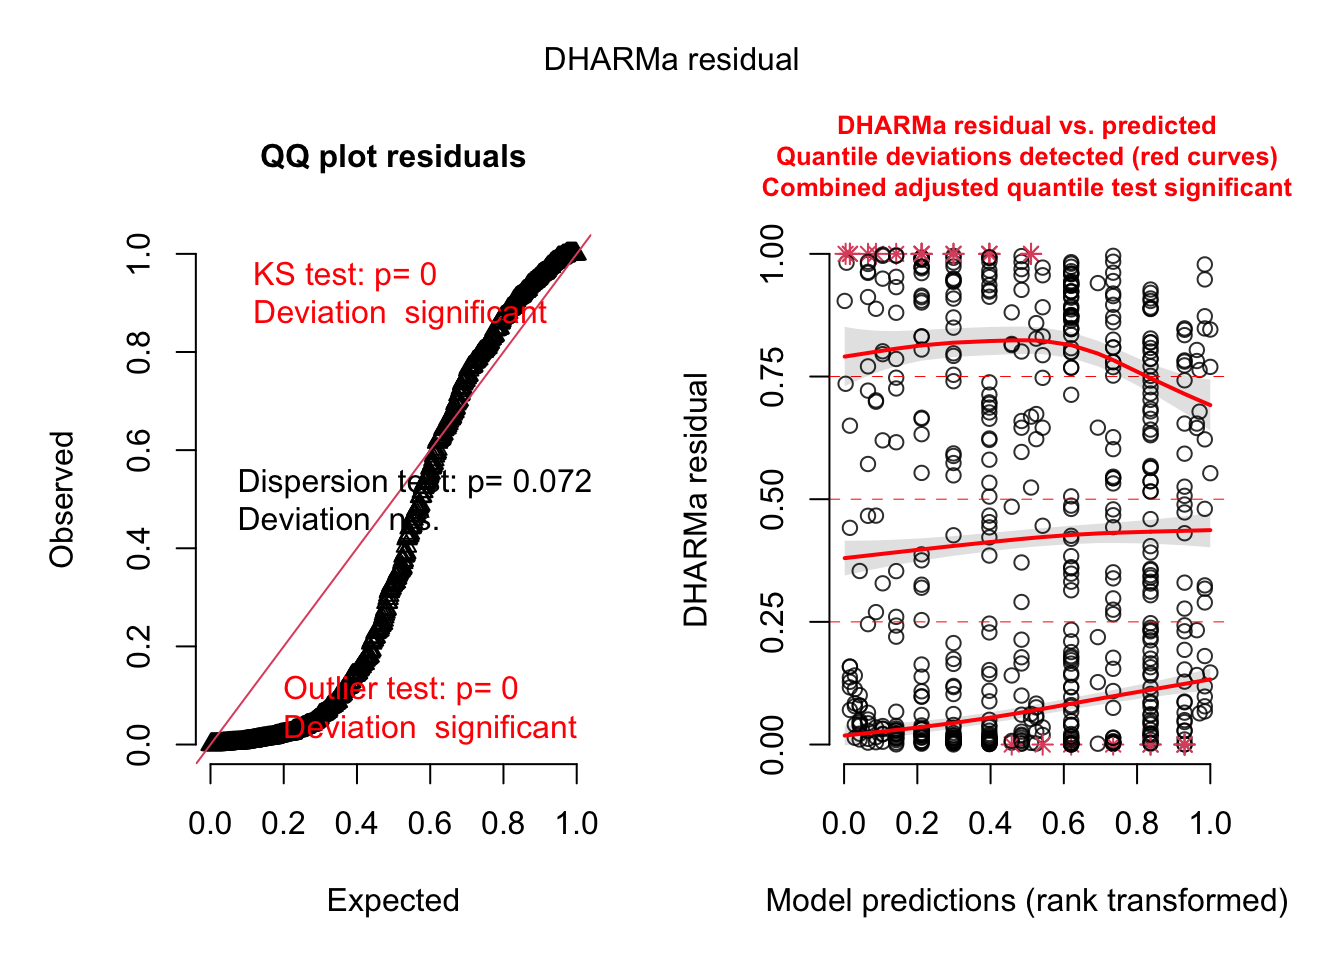 DHARMa residual
QQ plot residuals
KS test: p= 0
Deviation  significant
Dispersion test: p= 0.072
Deviation  n.s.
Outlier test: p= 0
Deviation  significant
Observed
0.0 0.2 0.4 0.6 0.8 1.0
0.0 0.2 0.4 0.6 0.8 1.0
Expected
DHARMa residual vs. predicted
Quantile deviations detected (red curves)
Combined adjusted quantile test significant
DHARMa residual
0.00 0.25 0.50 0.75 1.00
0.0 0.2 0.4 0.6 0.8 1.0
Model predictions (rank transformed)